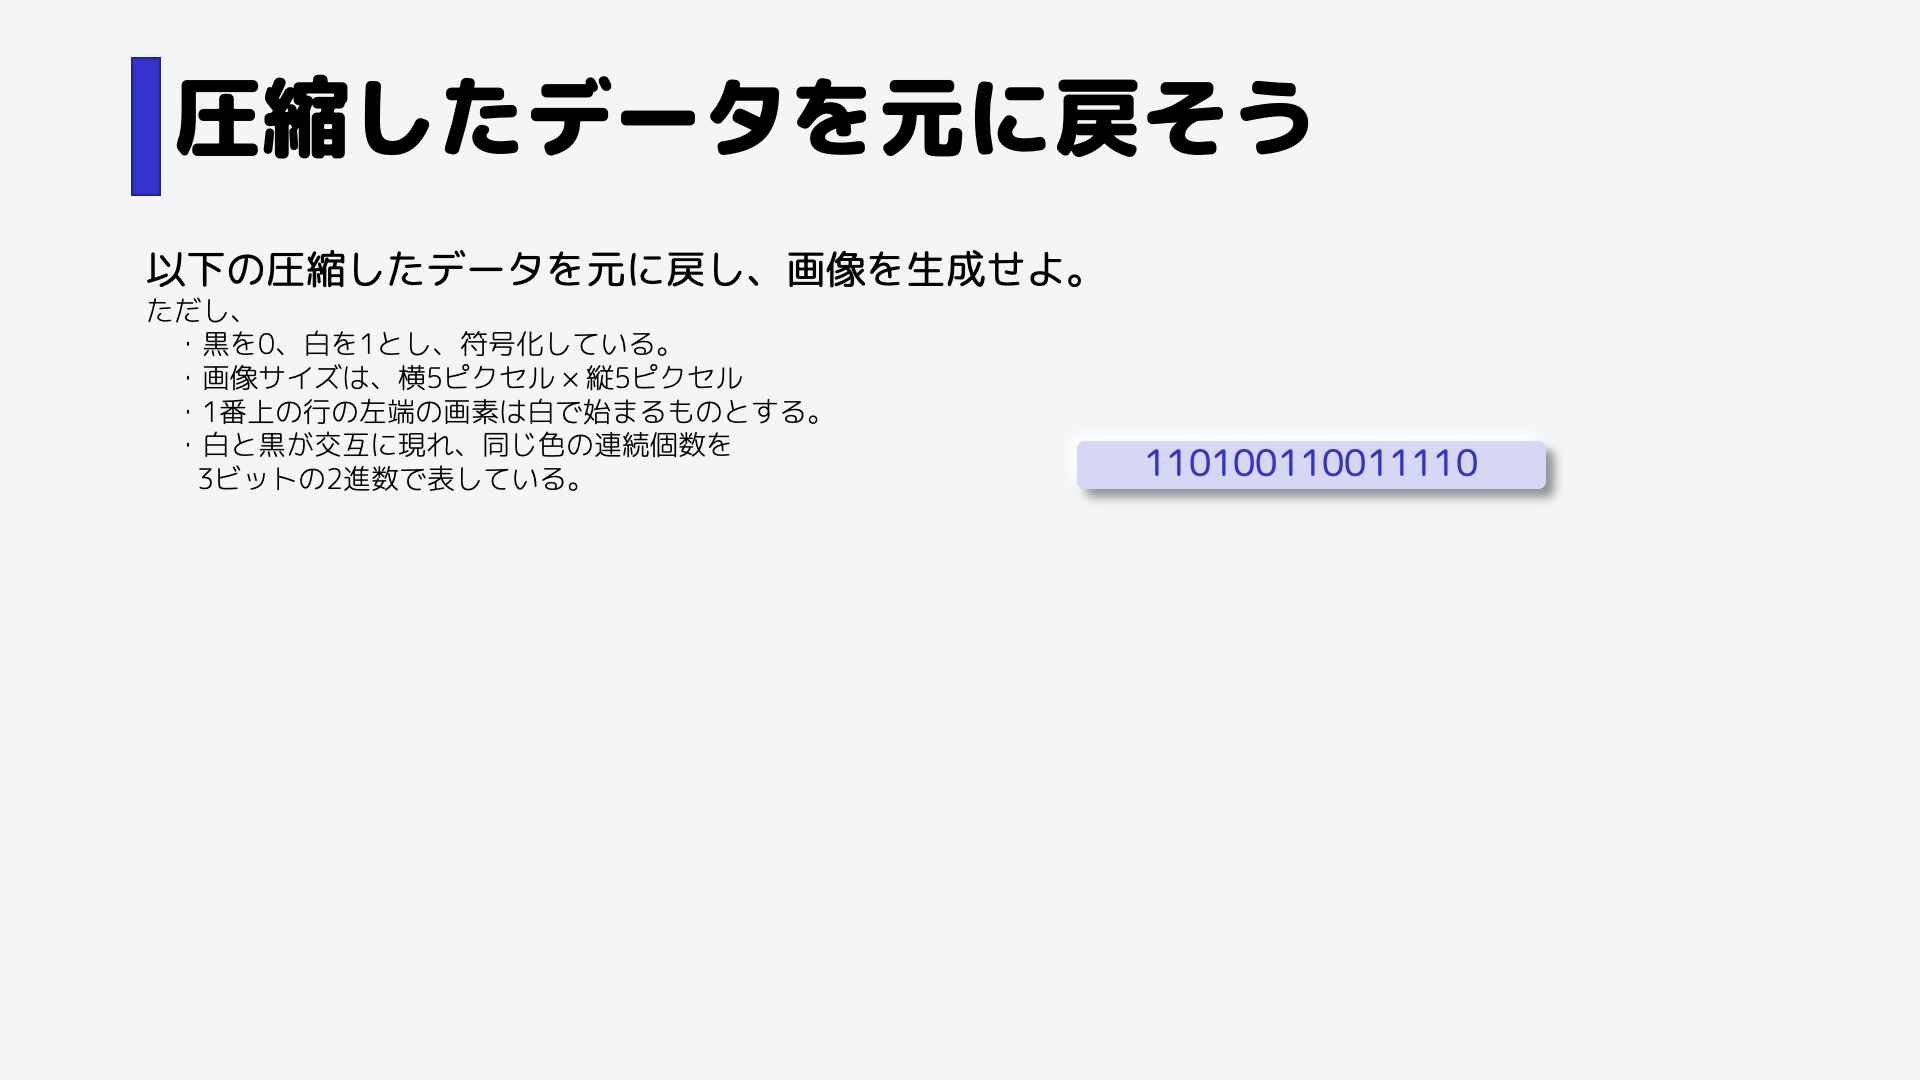 圧縮したデータを元に戻そう
以下の圧縮したデータを元に戻し、画像を生成せよ。
ただし、
・黒を0、白を1とし、符号化している。
・画像サイズは、横5ピクセル×縦5ピクセル
・1番上の行の左端の画素は白で始まるものとする。
・白と黒が交互に現れ、同じ色の連続個数を
3ビットの2進数で表している。
110100110011110